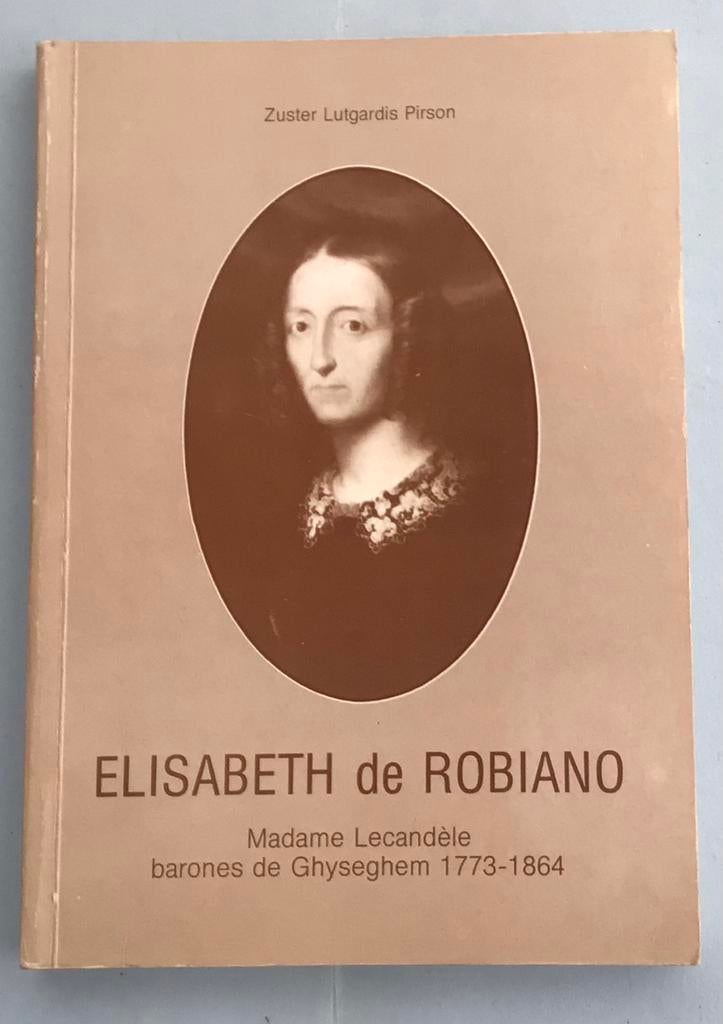 Zuster Lutgardis Pirson
ELISABETH de ROBIANO
Madame Lecandèle
barones de Ghyseghem 1773-1864